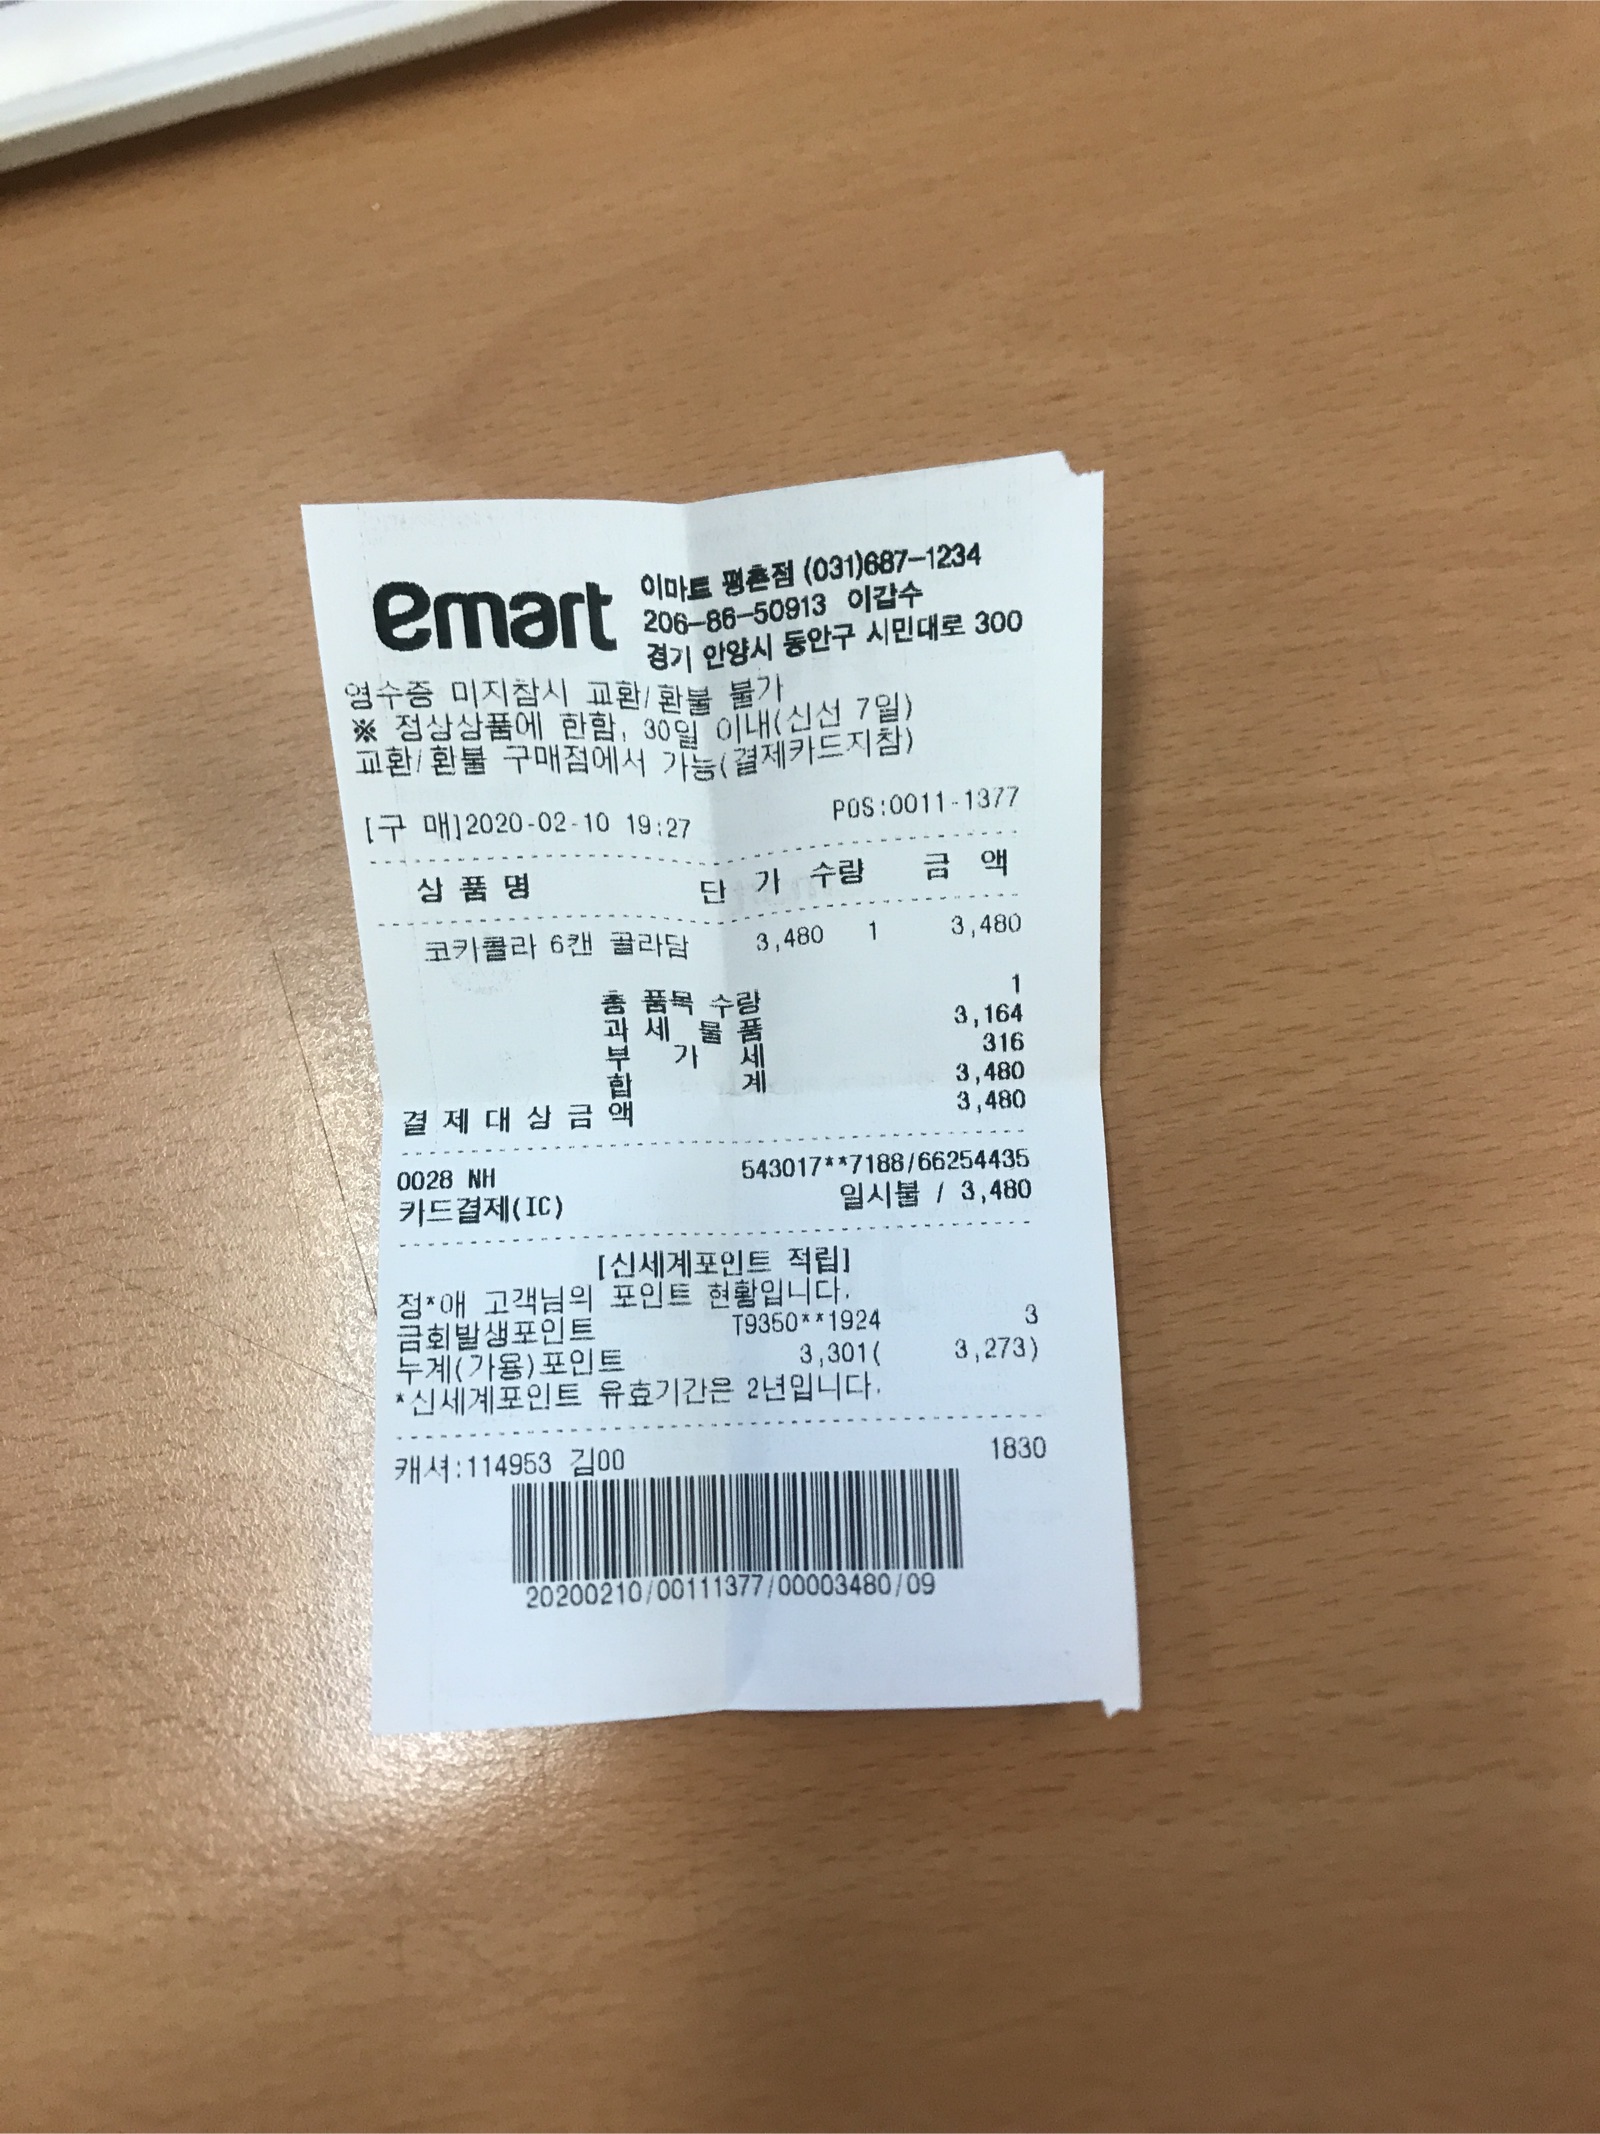 emart
이마트 평촌점 (031)687-1234
206-86-50913 이갑수
경기 안양시 동안구 시민대로 300
영수증 미지참시 교환/환불 불가
※ 정상상품에 한함, 30일 이내(신선 7일)
교환/환불 구매점에서 가능(결제카드지참)
[구 매]2020-02-10 19:27 POS:0011-1377
상 품 명 단 가 수량 금 액
코카콜라 6캔 골라담 3,480 1 3,480
총 품목 수량 1
과 세 물 품 3,164
부 가 세 316
합 계 3,480
결 제 대 상 금 액 3,480
0028 NH 543017**7188/66254435
카드결제(IC) 일시불 / 3,480
[신세계포인트 적립]
정*애 고객님의 포인트 현황입니다.
금회발생포인트 T9350**1924 3
누계(가용)포인트 3,301( 3,273)
*신세계포인트 유효기간은 2년입니다.
캐셔:114953 김00 1830
20200210/00111377/00003480/09